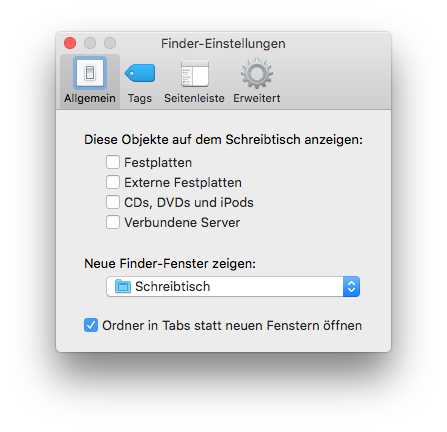 Finder-Einstellungen
Allgemein Tags Seitenleiste Erweitert
Diese Objekte auf dem Schreibtisch anzeigen:
Festplatten
Externe Festplatten
CDs, DVDs und iPods
Verbundene Server
Neue Finder-Fenster zeigen:
Schreibtisch
Ordner in Tabs statt neuen Fenstern öffnen